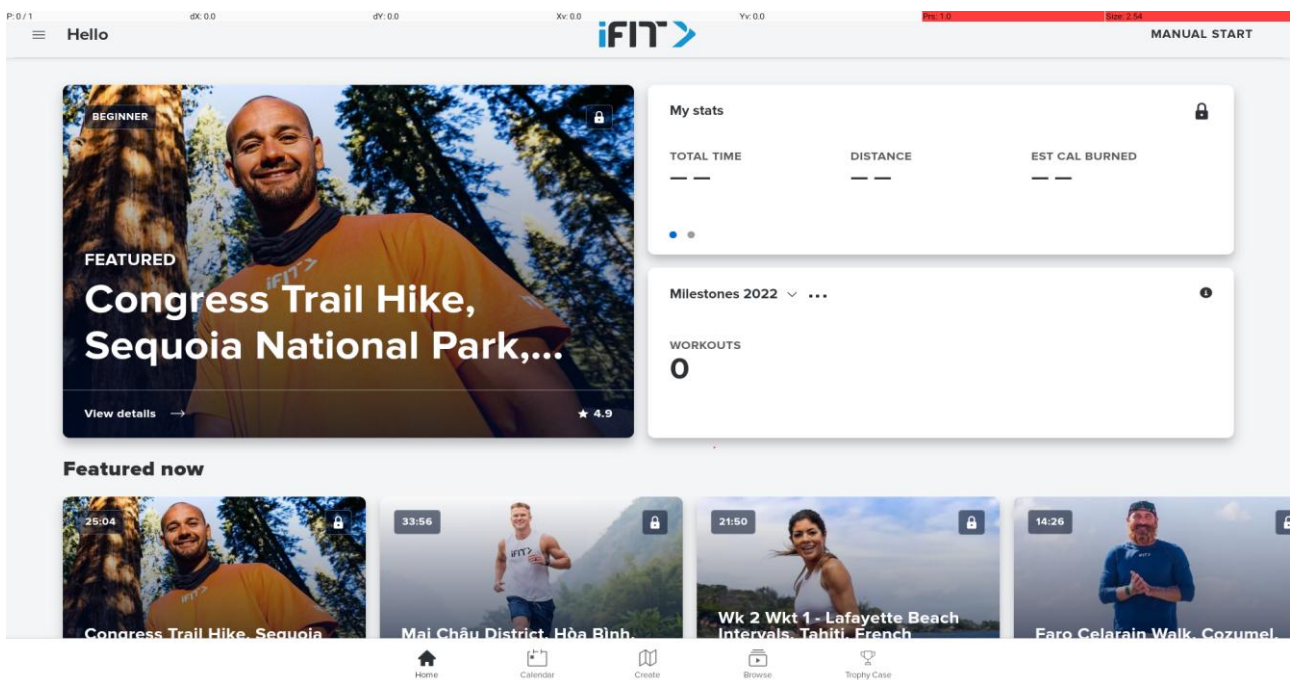 P: 0 / 1 dX: 0.0 dY: 0.0 Xv: 0.0 Yv: 0.0 Prs: 1.0 Size: 2.54
Hello
iFIT
MANUAL START
BEGINNER
FEATURED
iFIT
Congress Trail Hike,
Sequoia National Park,...
View details →
★ 4.9
My stats
TOTAL TIME DISTANCE EST CAL BURNED
— — — — — —
Milestones 2022 ...
WORKOUTS
0
Featured now
25:04
iFIT
Congress Trail Hike, Sequoia
33:56
iFIT
Mai Châu District, Hòa Bình,
21:50
Wk 2 Wkt 1 - Lafayette Beach
Intervals, Tahiti, French
14:26
Faro Celarain Walk, Cozumel,
Home Calendar Create Browse Trophy Case